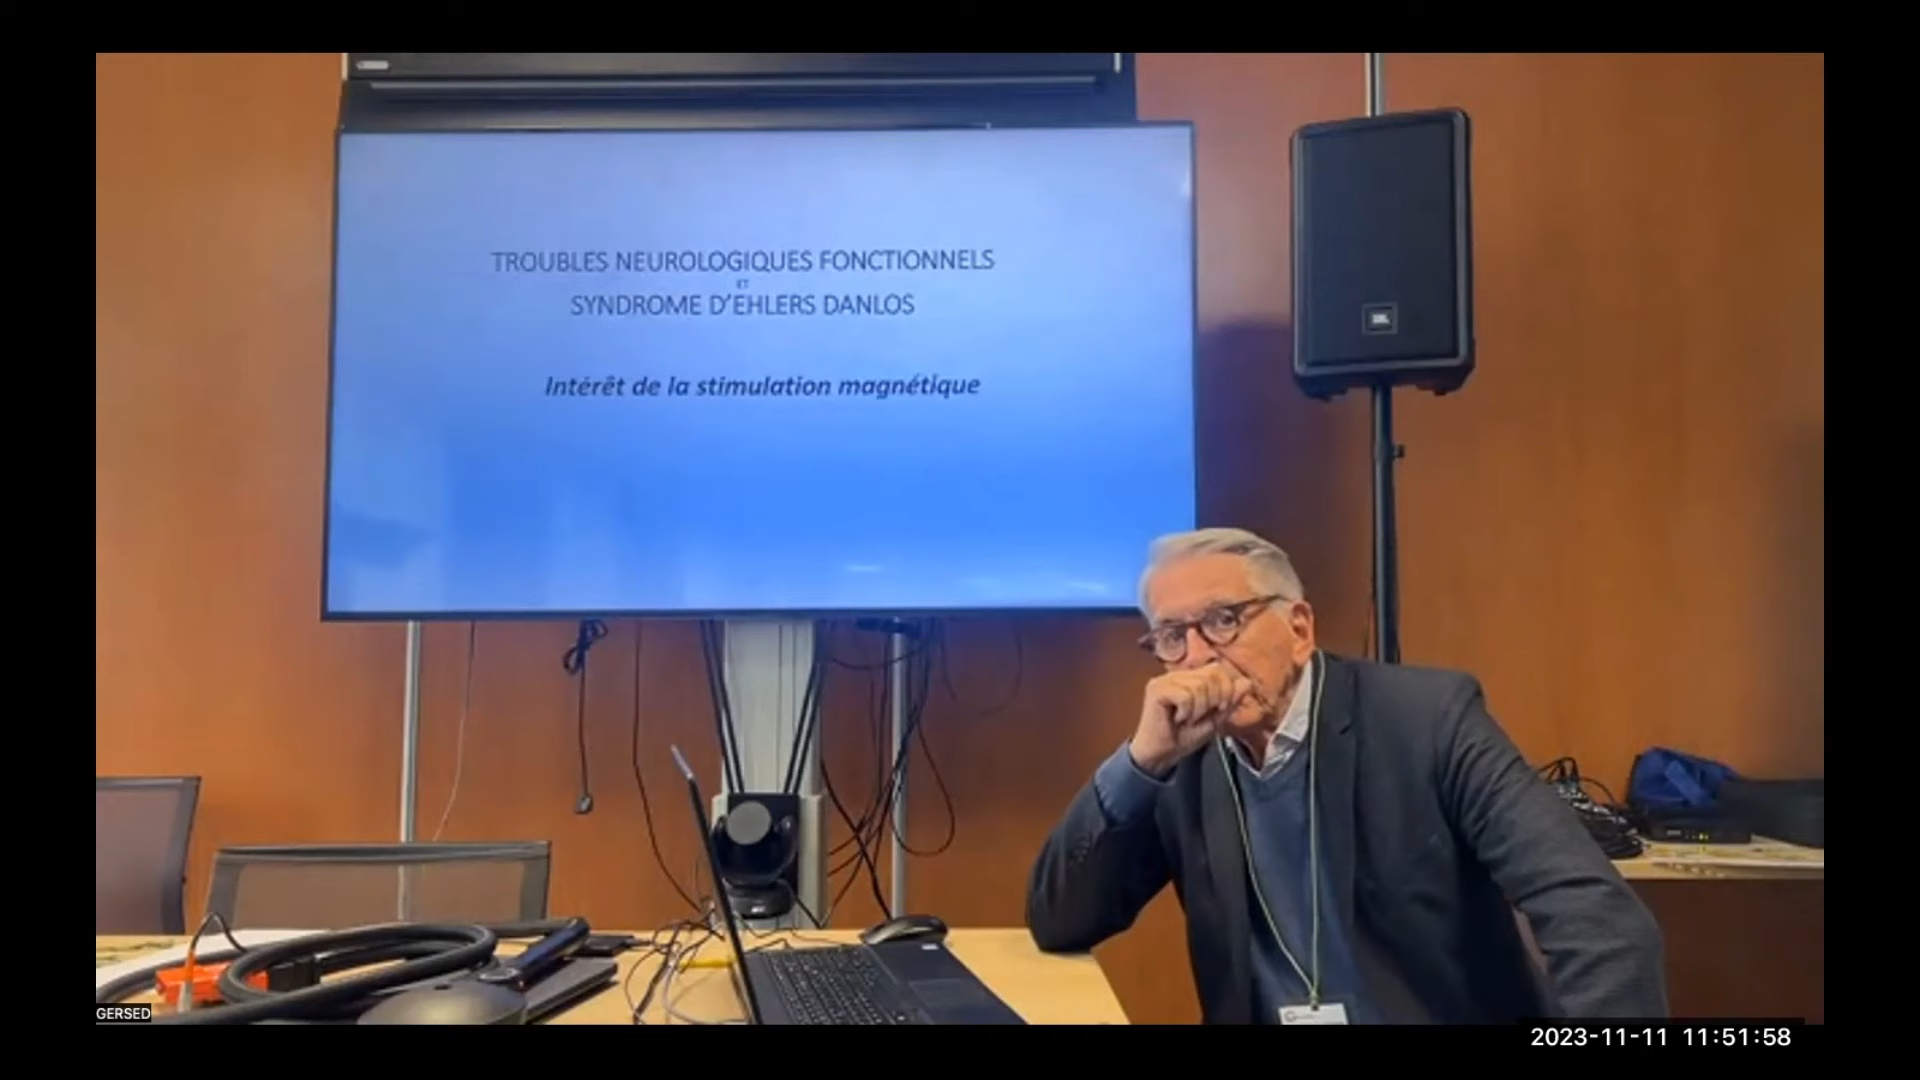 TROUBLES NEUROLOGIQUES FONCTIONNELS
ET
SYNDROME D'EHLERS DANLOS
Intérêt de la stimulation magnétique
JBL
GERSED
2023-11-11 11:51:58